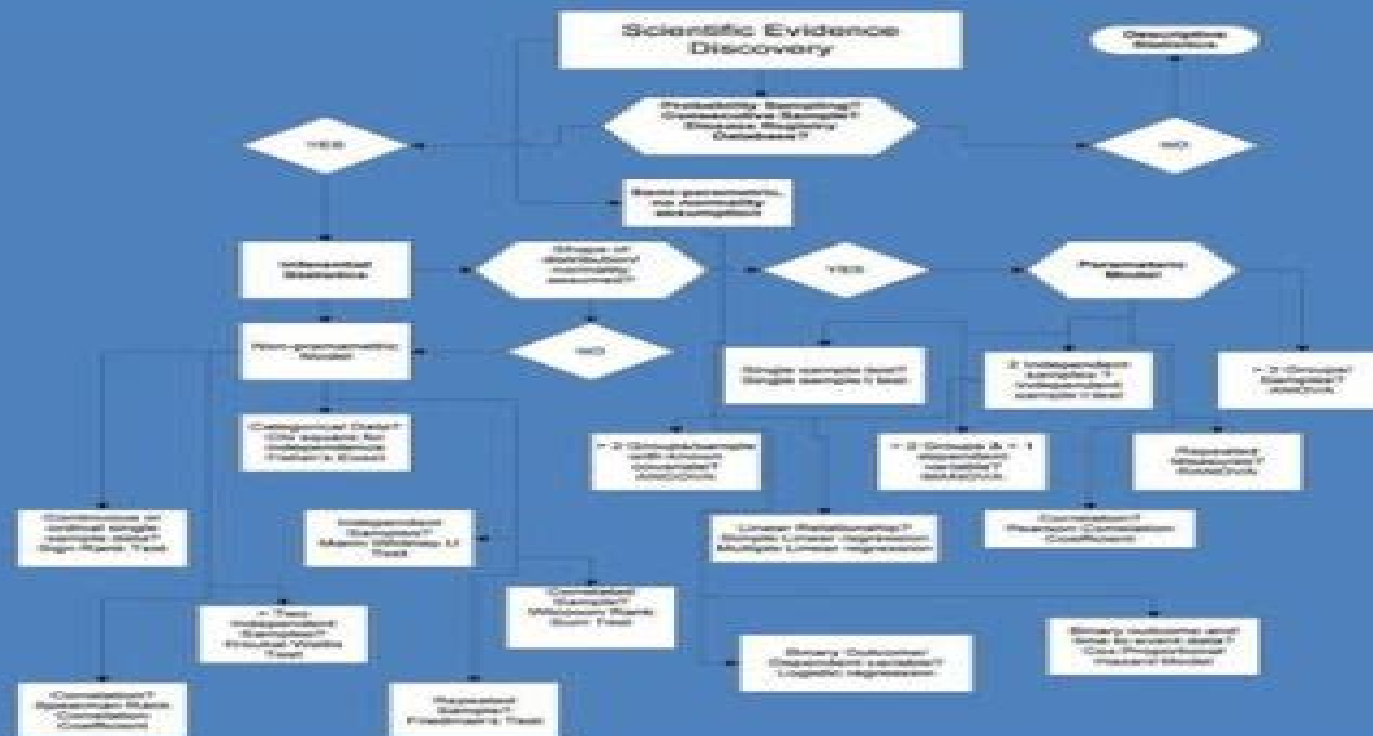 Scientific Evidence
Discovery
Descriptive
Statistics
Probability Sampling?
Consecutive Sample?
Disease Registry
Database?
YES
NO
Semi-parametric,
no normality
assumption
Inferential
Statistics
Shape of
distribution/
normality
assumed?
YES
Parametric
Model
Non-parametric
Model
NO
Single sample test?
Single sample t test
2 Independent
samples ?
Independent
sample t test
> 2 Groups/
Samples?
ANOVA
Categorical Data?
Chi square for
independence
Fisher's Exact
> 2 Groups/sample
with known
covariate?
ANCOVA
> 2 Groups & > 1
dependent
variable?
MANOVA
Repeated
Measures?
Continuous or
ordinal single
sample data?
Sign Rank Test
Independent
Samples?
Mann Whitney U
Test
Linear Relationship?
Simple Linear regression
Multiple Linear regression
Correlation?
Pearson Correlation
Coefficient
> Two
Independent
Samples?
Test
Correlated
Sample?
Wilcoxon Rank
Sum Test
Binary Outcome/
Dependent variable?
Logistic regression
Binary outcome and
time to event data?
Cox Proportional
Hazard Model
Correlation?
Spearman Rank
Correlation
Coefficient
Repeated
Sample?
Friedman's Test